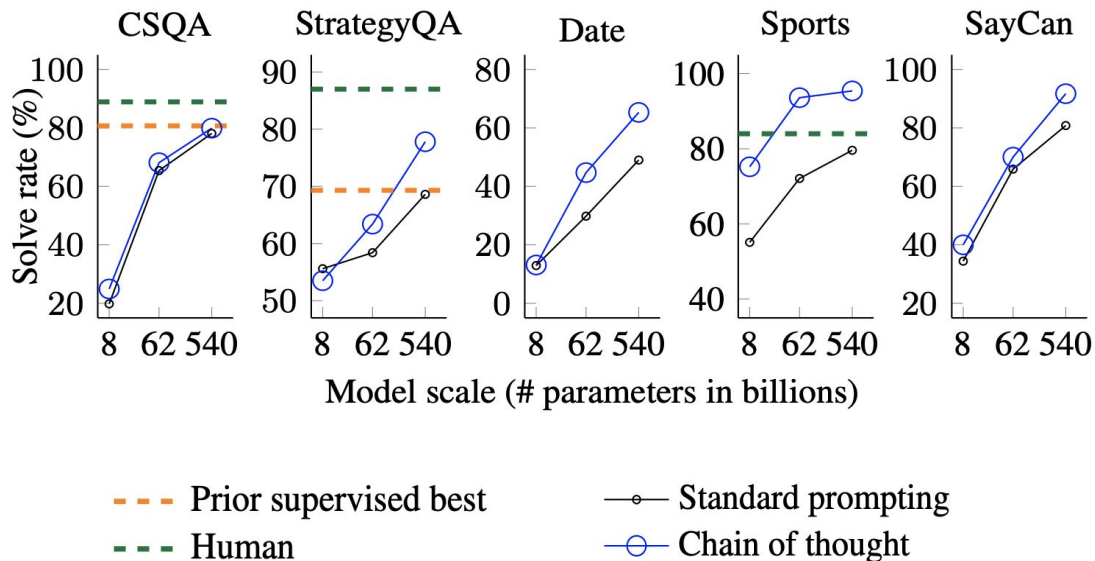 CSQA StrategyQA Date Sports SayCan
Solve rate (%)
100 80 60 40 20
90 80 70 60 50
80 60 40 20 0
100 80 60 40
100 80 60 40 20
8 62 540 8 62 540 8 62 540 8 62 540 8 62 540
Model scale (# parameters in billions)
Prior supervised best
Human
Standard prompting
Chain of thought